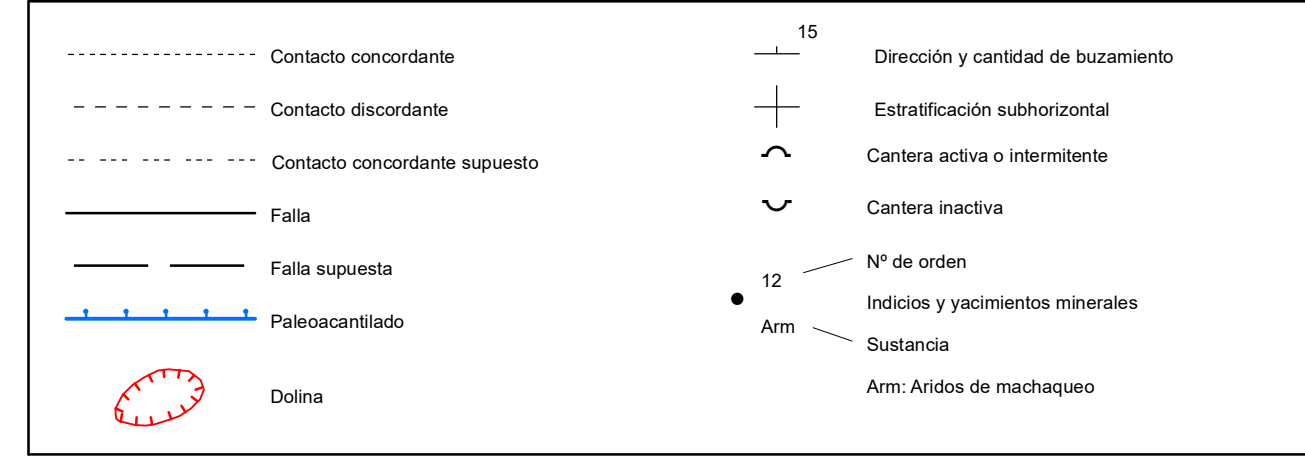 Contacto concordante
Contacto discordante
Contacto concordante supuesto
Falla
Falla supuesta
Paleoacantilado
Dolina
15
Dirección y cantidad de buzamiento
Estratificación subhorizontal
Cantera activa o intermitente
Cantera inactiva
Nº de orden
12
Indicios y yacimientos minerales
Arm
Sustancia
Arm: Aridos de machaqueo